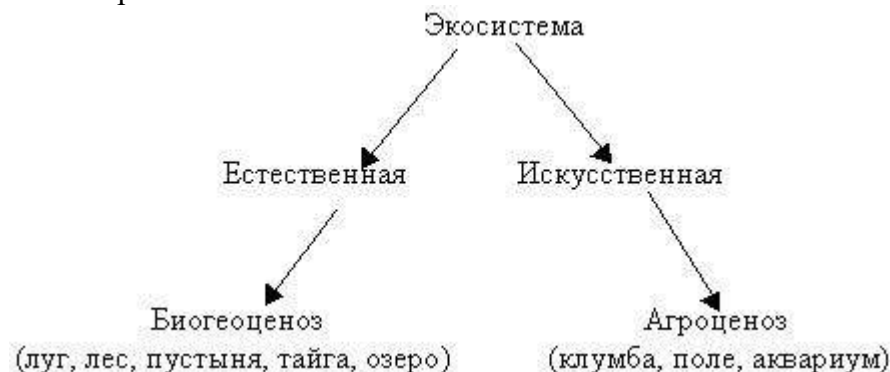 Экосистема
Естественная Искусственная
Биогеоценоз Агроценоз
(луг, лес, пустыня, тайга, озеро) (клумба, поле, аквариум)